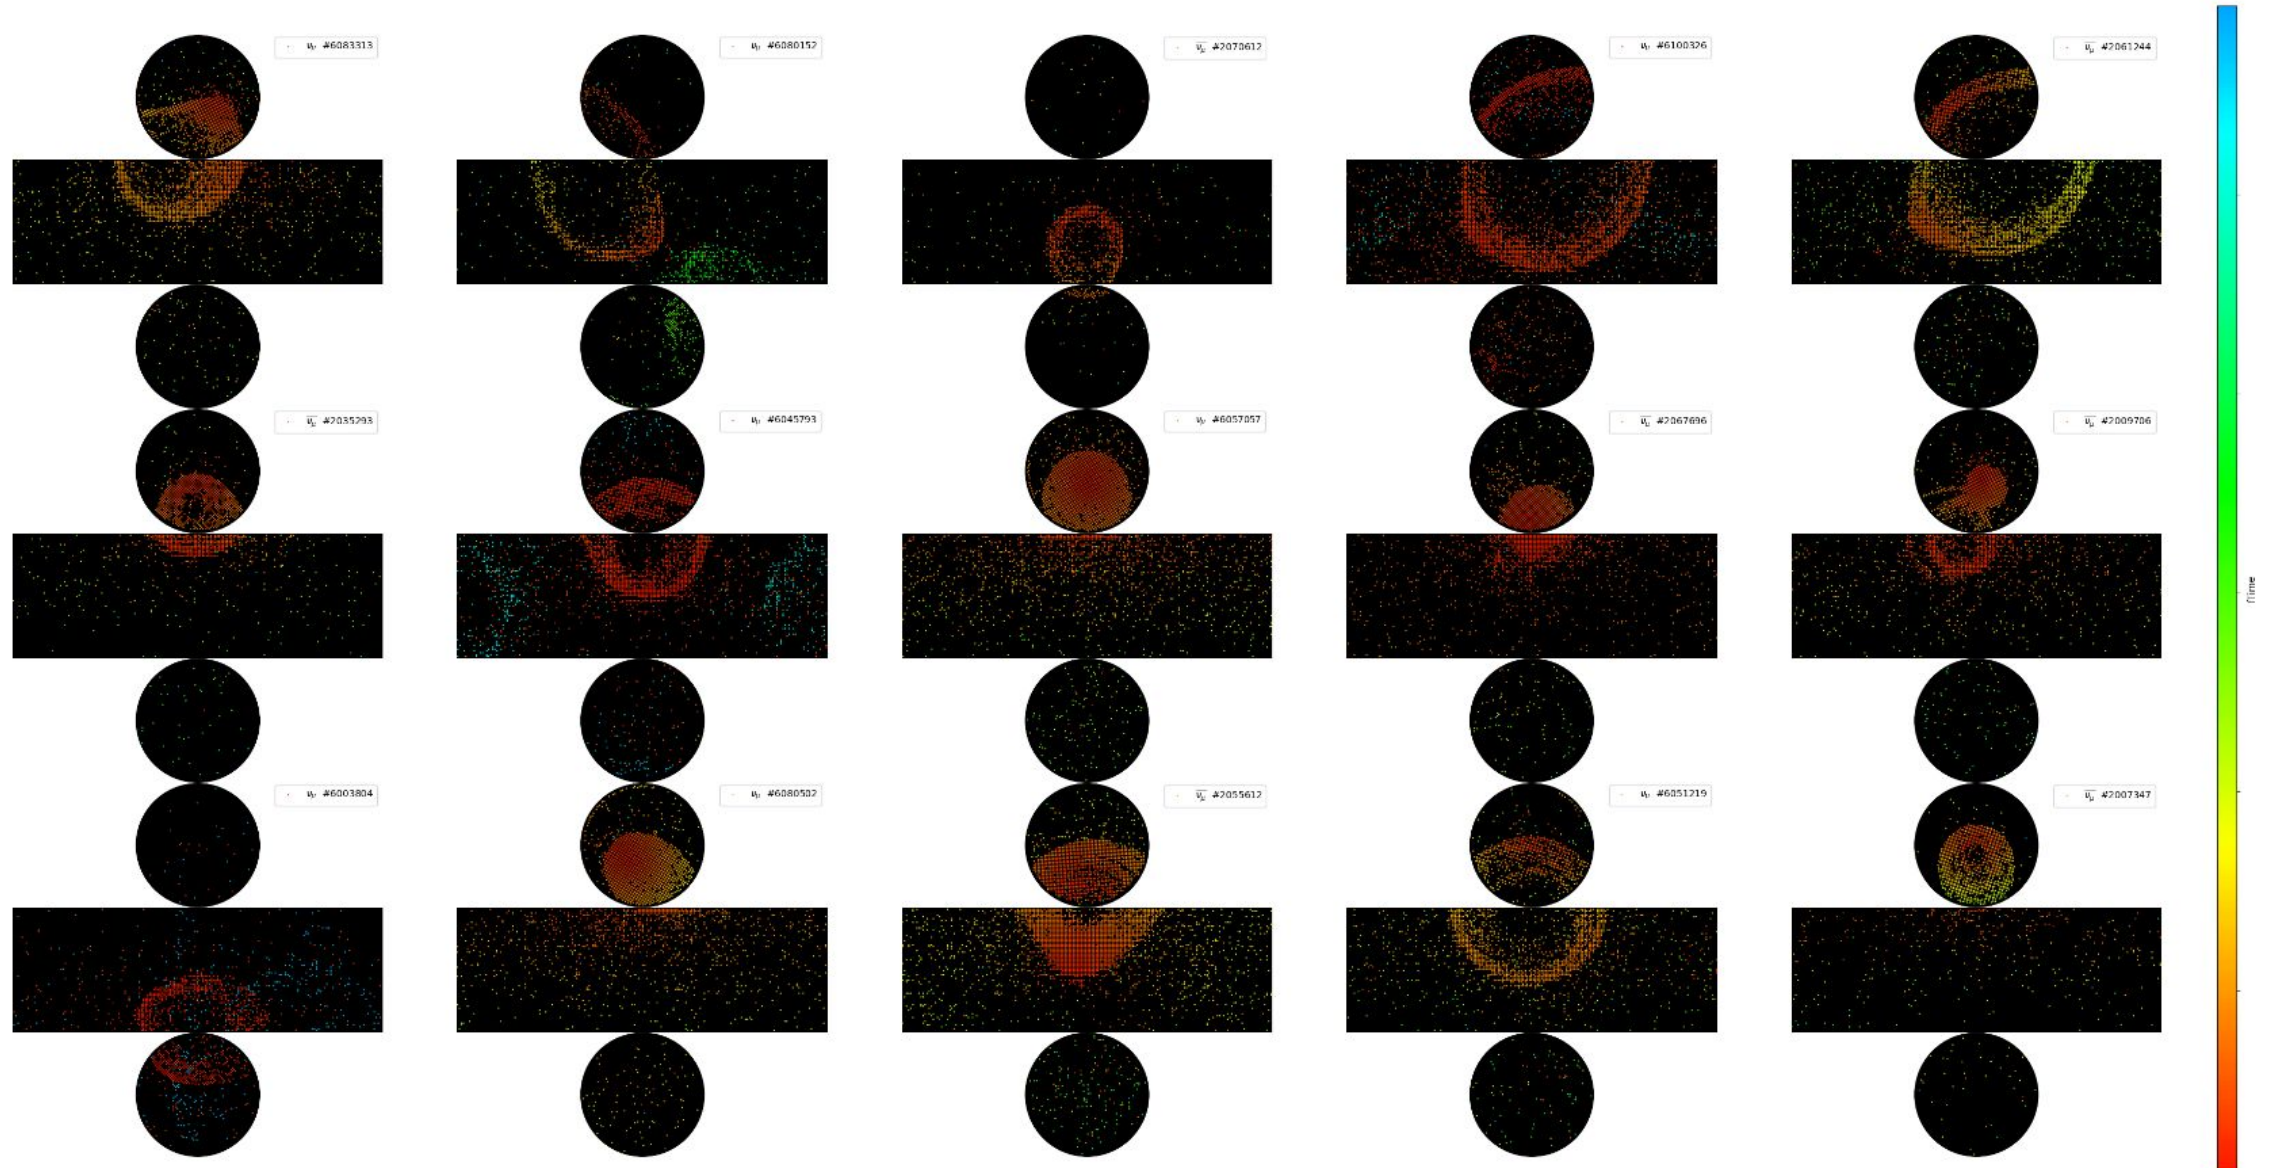 ν_μ #6083313
ν_μ #6080152
ν̅_μ #2070612
ν_μ #6100326
ν̅_μ #2061244
ν̅_μ #2035293
ν_μ #6045793
ν_μ #6057057
ν̅_μ #2067696
ν̅_μ #2009706
ν_μ #6003804
ν_μ #6080502
ν̅_μ #2055612
ν_μ #6051219
ν̅_μ #2007347